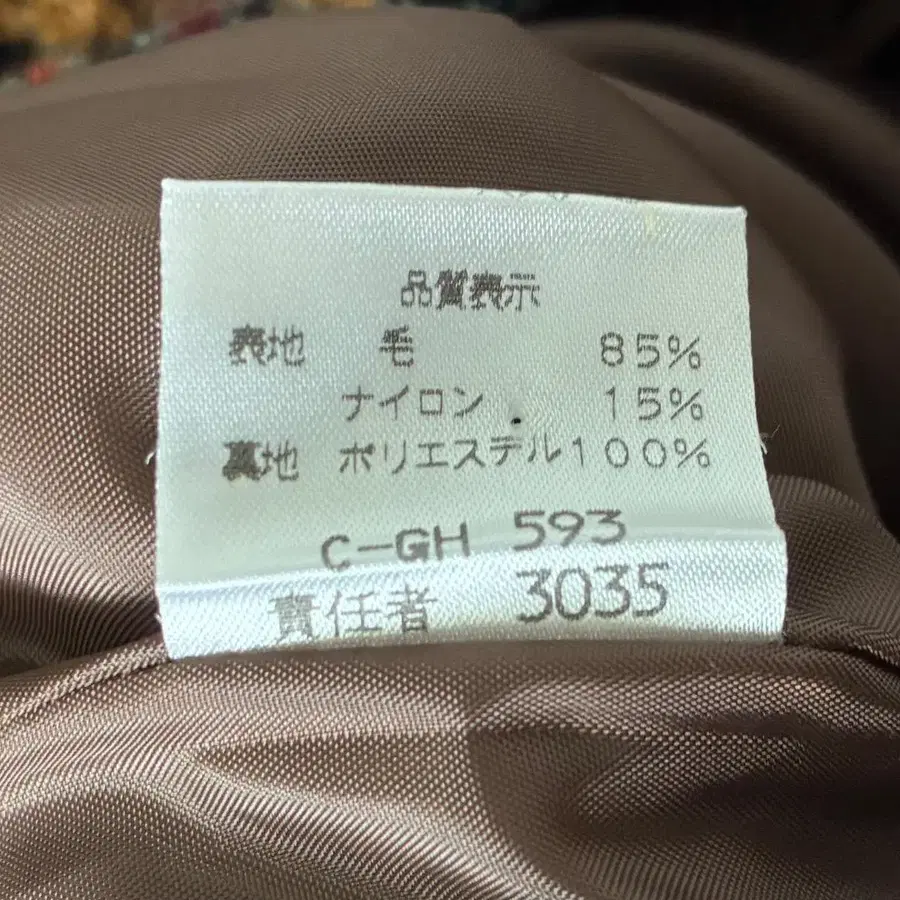 品質表示
表地 毛 85%
ナイロン 15%
裏地 ポリエステル100%
C-GH 593
責任者 3035